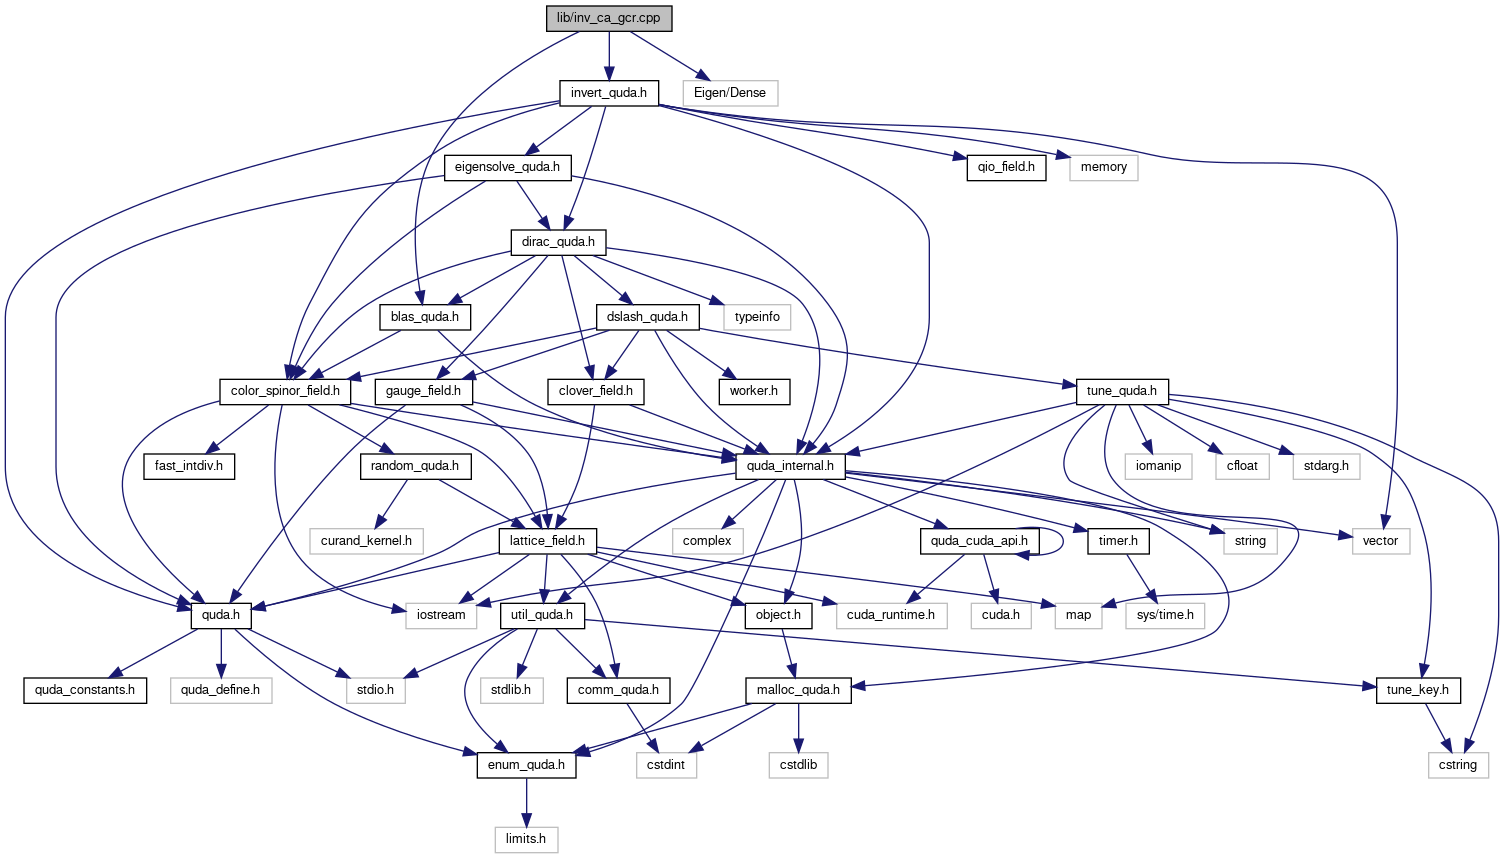 lib/inv_ca_gcr.cpp
invert_quda.h
Eigen/Dense
eigensolve_quda.h
qio_field.h
memory
dirac_quda.h
blas_quda.h
dslash_quda.h
typeinfo
color_spinor_field.h
gauge_field.h
clover_field.h
worker.h
tune_quda.h
fast_intdiv.h
random_quda.h
quda_internal.h
iomanip
cfloat
stdarg.h
curand_kernel.h
lattice_field.h
complex
quda_cuda_api.h
timer.h
string
vector
quda.h
iostream
util_quda.h
object.h
cuda_runtime.h
cuda.h
map
sys/time.h
quda_constants.h
quda_define.h
stdio.h
stdlib.h
comm_quda.h
malloc_quda.h
tune_key.h
enum_quda.h
cstdint
cstdlib
cstring
limits.h